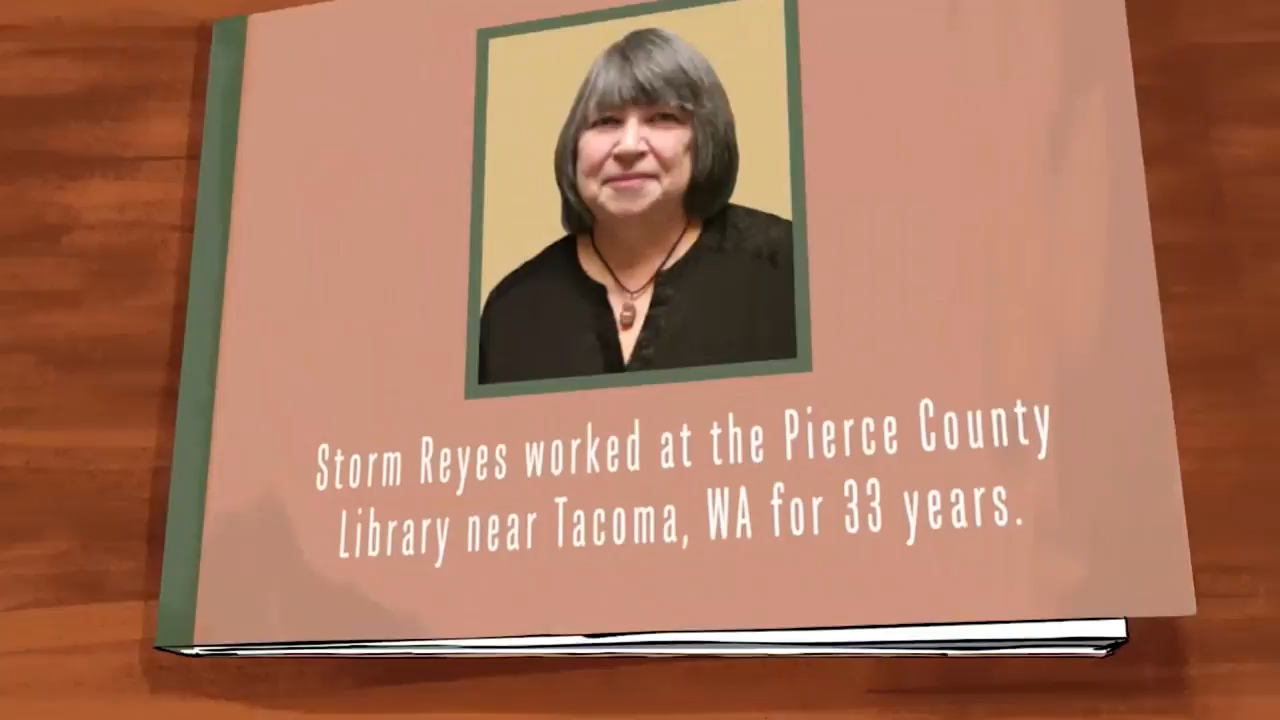 Storm Reyes worked at the Pierce County
Library near Tacoma, WA for 33 years.